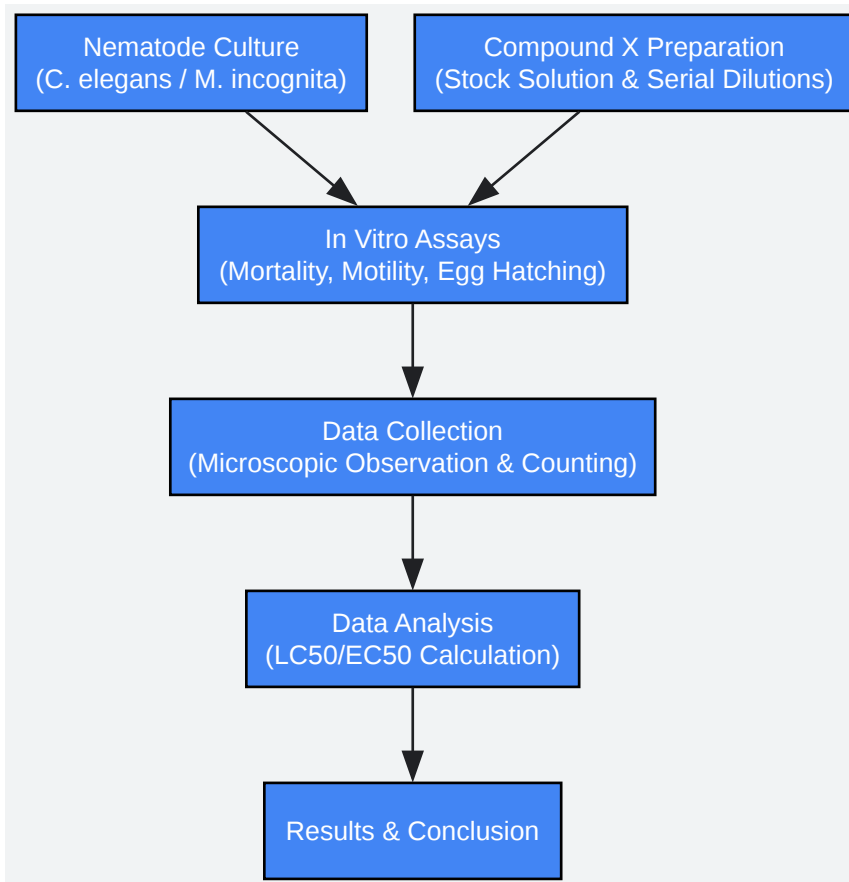 Nematode Culture
(C. elegans / M. incognita)
Compound X Preparation
(Stock Solution & Serial Dilutions)
In Vitro Assays
(Mortality, Motility, Egg Hatching)
Data Collection
(Microscopic Observation & Counting)
Data Analysis
(LC50/EC50 Calculation)
Results & Conclusion